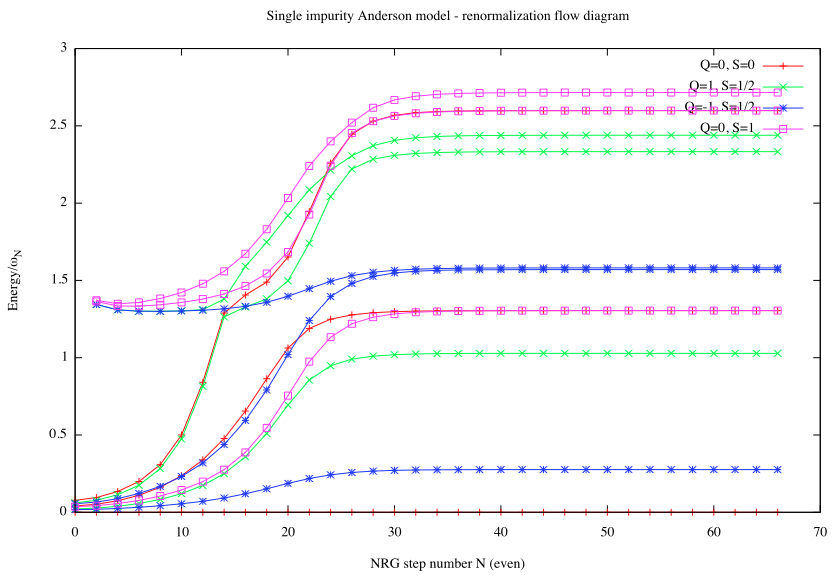 Single impurity Anderson model - renormalization flow diagram
3
2.5
2
1.5
1
0.5
0
Energy/ωN
Q=0, S=0
Q=1, S=1/2
Q=-1, S=1/2
Q=0, S=1
0 10 20 30 40 50 60 70
NRG step number N (even)